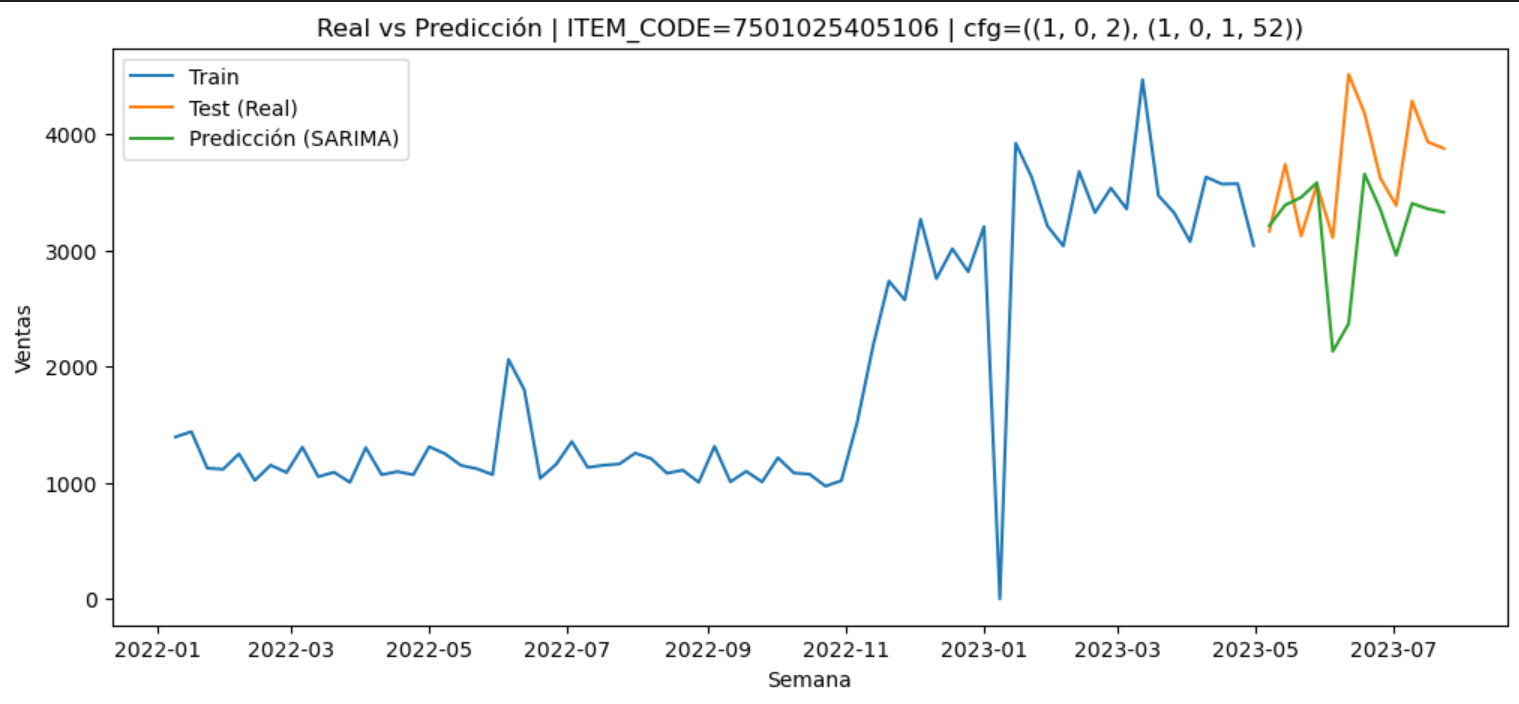 Real vs Predicción | ITEM_CODE=7501025405106 | cfg=((1, 0, 2), (1, 0, 1, 52))
Train
Test (Real)
Predicción (SARIMA)
4000
3000
2000
1000
0
Ventas
2022-01 2022-03 2022-05 2022-07 2022-09 2022-11 2023-01 2023-03 2023-05 2023-07
Semana